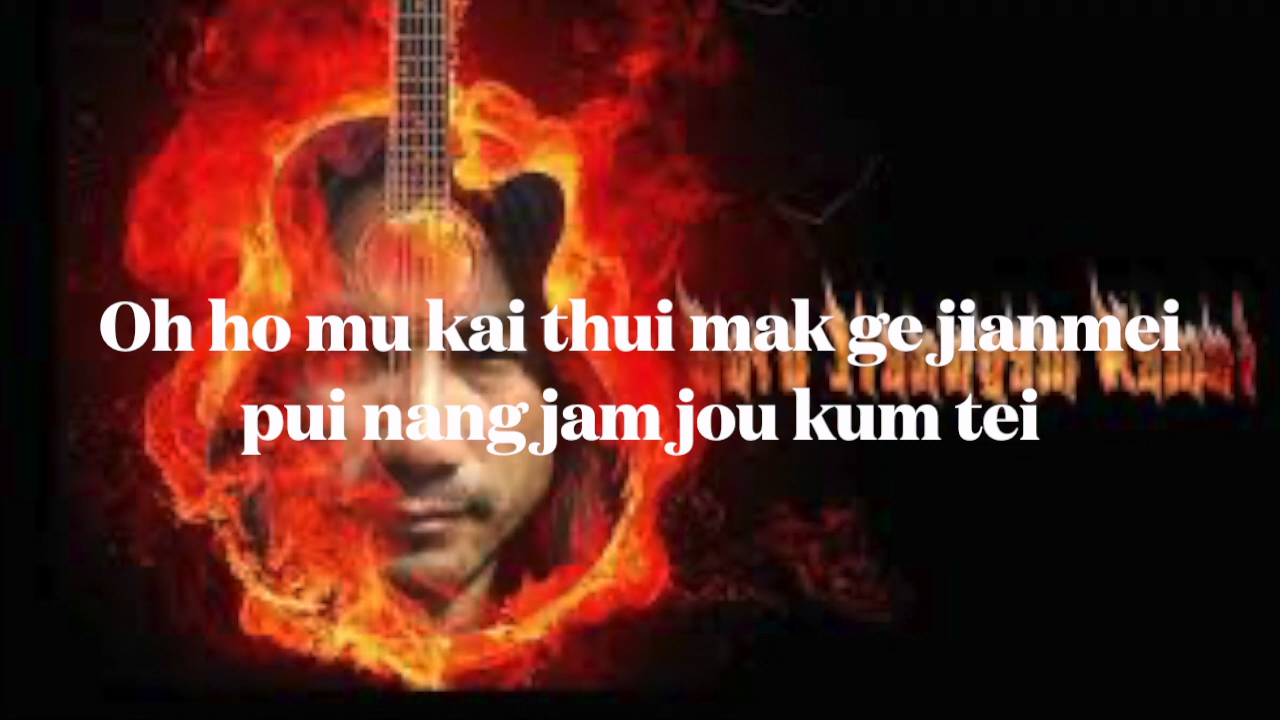 Oh ho mu kai thui mak ge jianmei
pui nang jam jou kum tei